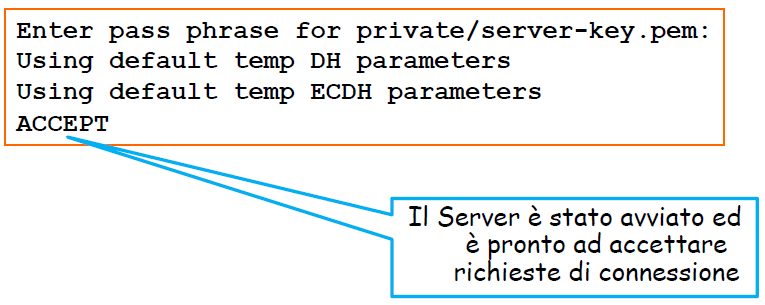 Enter pass phrase for private/server-key.pem:
Using default temp DH parameters
Using default temp ECDH parameters
ACCEPT
Il Server è stato avviato ed
è pronto ad accettare
richieste di connessione